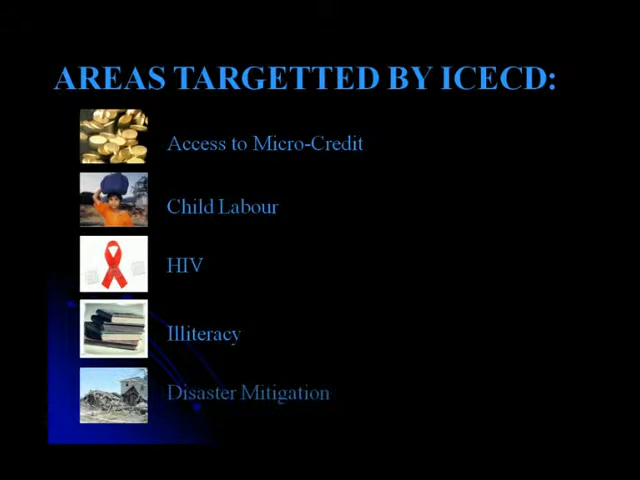 AREAS TARGETTED BY ICECD:
Access to Micro-Credit
Child Labour
HIV
Illiteracy
Disaster Mitigation